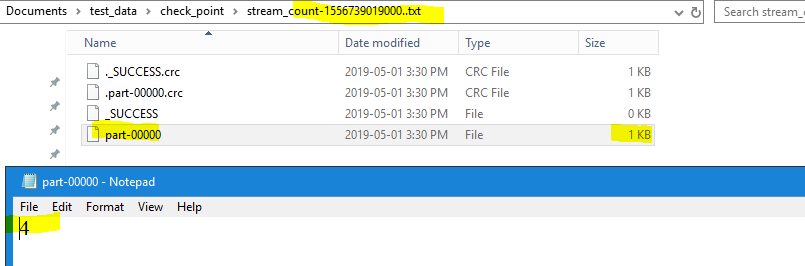 Documents > test_data > check_point > stream_count-1556739019000..txt
Search stream_c
Name Date modified Type Size
._SUCCESS.crc 2019-05-01 3:30 PM CRC File 1 KB
.part-00000.crc 2019-05-01 3:30 PM CRC File 1 KB
_SUCCESS 2019-05-01 3:30 PM File 0 KB
part-00000 2019-05-01 3:30 PM File 1 KB
part-00000 - Notepad
File Edit Format View Help
4